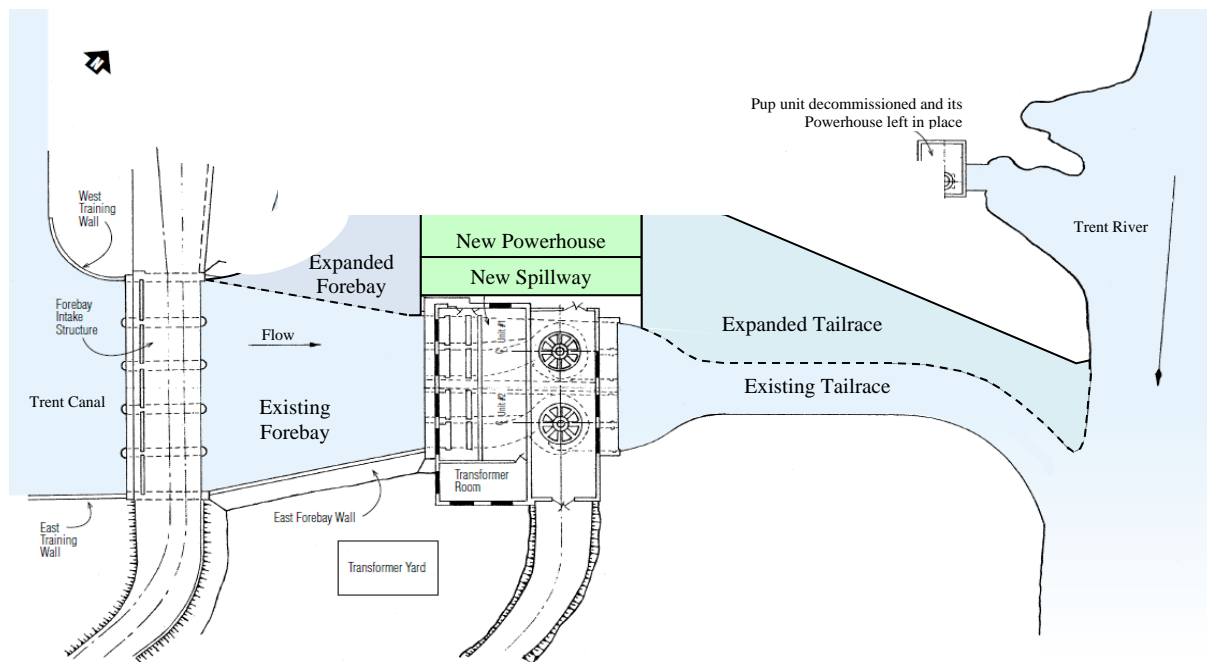 N
Pup unit decommissioned and its
Powerhouse left in place
West
Training
Wall
Trent River
New Powerhouse
Expanded
Forebay
New Spillway
Forebay
Intake
Structure
Flow
Unit #1
Expanded Tailrace
Trent Canal
Existing
Forebay
Unit #2
Existing Tailrace
Transformer
Room
East Forebay Wall
East
Training
Wall
Transformer Yard